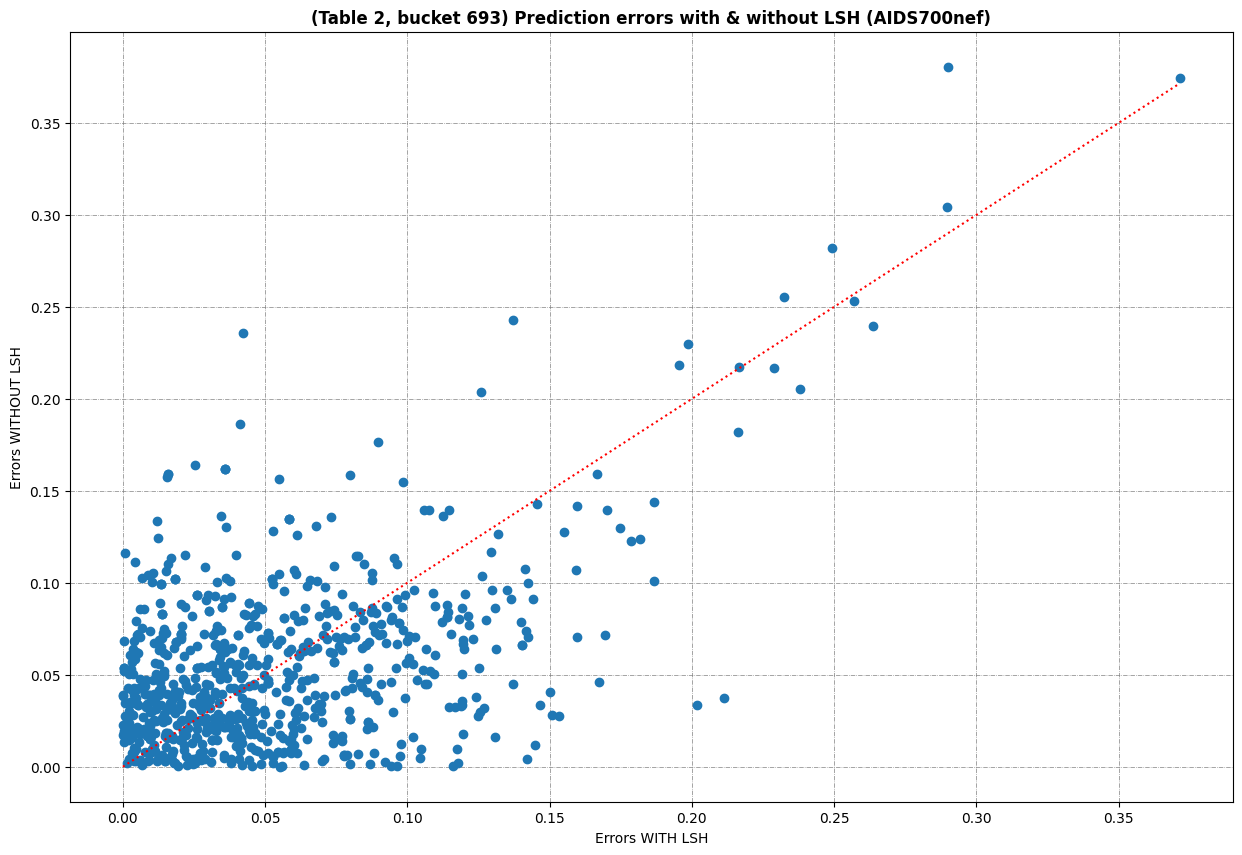 (Table 2, bucket 693) Prediction errors with & without LSH (AIDS700nef)
Errors WITHOUT LSH
0.35
0.30
0.25
0.20
0.15
0.10
0.05
0.00
0.00 0.05 0.10 0.15 0.20 0.25 0.30 0.35
Errors WITH LSH